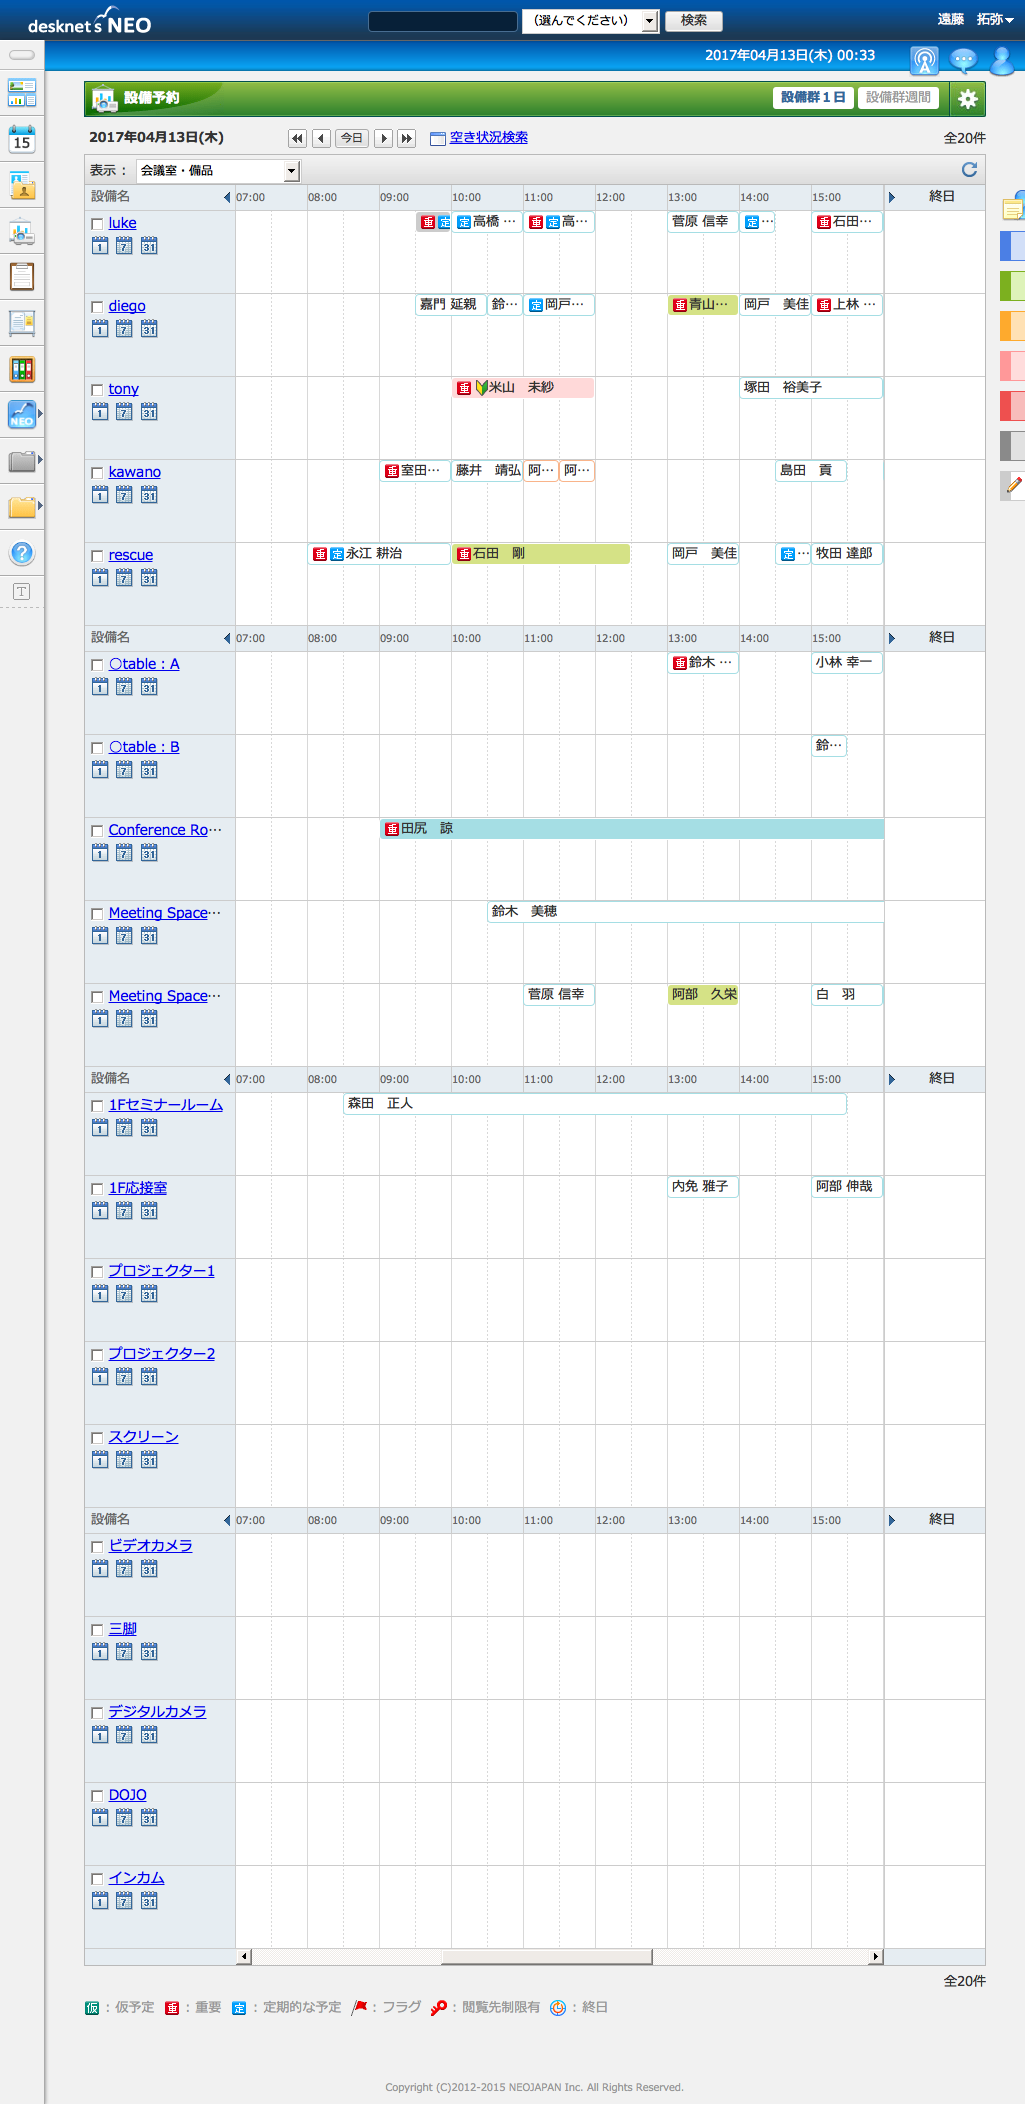 desknet's NEO
(選んでください) 検索 遠藤 拓弥
2017年04月13日(木) 00:33
設備予約 設備群1日 設備群週間
2017年04月13日(木) 今日 空き状況検索 全20件
表示： 会議室・備品
設備名 07:00 08:00 09:00 10:00 11:00 12:00 13:00 14:00 15:00 終日
luke 重 定 定 高橋 … 重 定 高… 菅原 信幸 定 … 重 石田…
1 7 31
diego 嘉門 延親 鈴… 定 岡戸… 重 青山… 岡戸 美佳 重 上林 …
1 7 31
tony 重 米山 未紗 塚田 裕美子
1 7 31
kawano 重 室田… 藤井 靖弘 阿… 阿… 島田 貢
1 7 31
rescue 重 定 永江 耕治 重 石田 剛 岡戸 美佳 定 … 牧田 達郎
1 7 31
設備名 07:00 08:00 09:00 10:00 11:00 12:00 13:00 14:00 15:00 終日
○table : A 重 鈴木 … 小林 幸一
1 7 31
○table : B 鈴…
1 7 31
Conference Ro… 重 田尻 諒
1 7 31
Meeting Space… 鈴木 美穂
1 7 31
Meeting Space… 菅原 信幸 阿部 久栄 白 羽
1 7 31
設備名 07:00 08:00 09:00 10:00 11:00 12:00 13:00 14:00 15:00 終日
1Fセミナールーム 森田 正人
1 7 31
1F応接室 内免 雅子 阿部 伸哉
1 7 31
プロジェクター1
1 7 31
プロジェクター2
1 7 31
スクリーン
1 7 31
設備名 07:00 08:00 09:00 10:00 11:00 12:00 13:00 14:00 15:00 終日
ビデオカメラ
1 7 31
三脚
1 7 31
デジタルカメラ
1 7 31
DOJO
1 7 31
インカム
1 7 31
全20件
仮：仮予定 重：重要 定：定期的な予定 ：フラグ ：閲覧先制限有 ：終日
Copyright (C)2012-2015 NEOJAPAN Inc. All Rights Reserved.
15
NEO
?
T